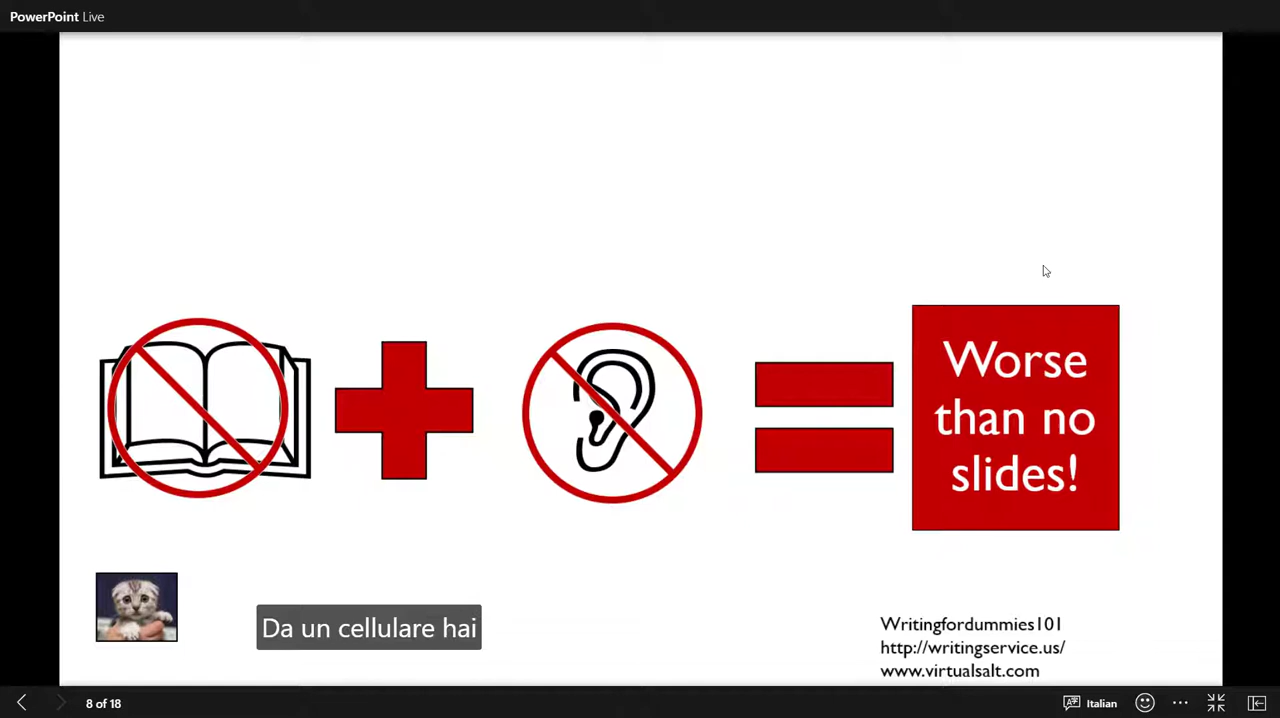 PowerPoint Live
Worse
than no
slides!
Da un cellulare hai
Writingfordummies101
http://writingservice.us/
www.virtualsalt.com
8 of 18
Italian